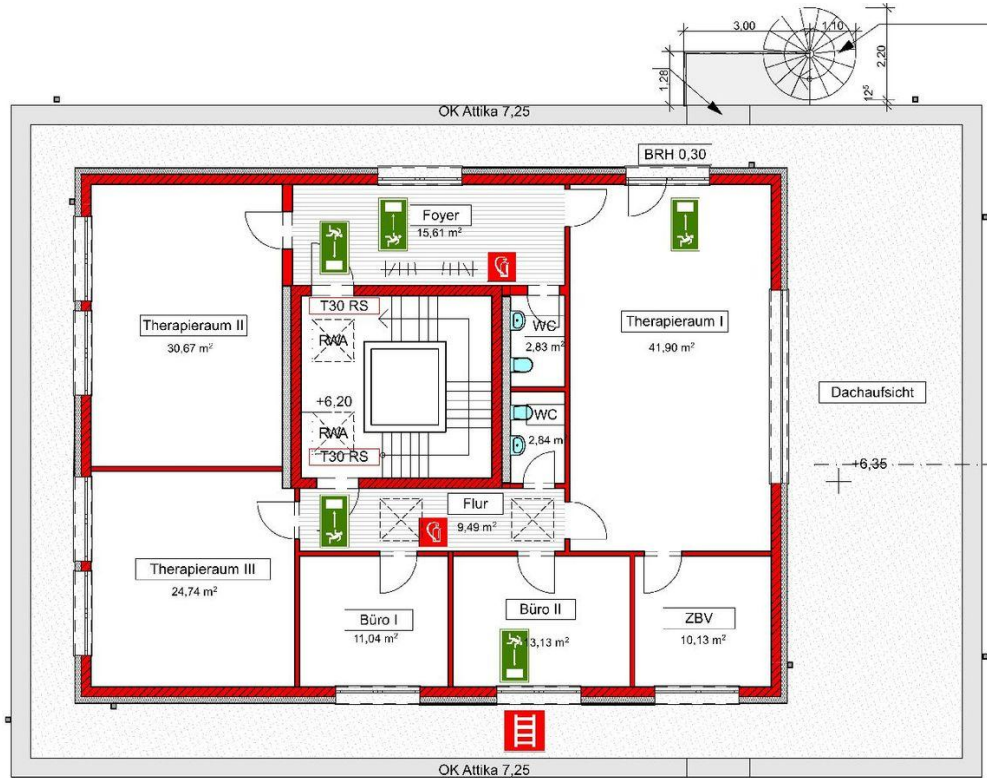 3,00
1,10
2,20
1,28
12⁵
OK Attika 7,25
BRH 0,30
Foyer
15,61 m²
T30 RS
RWA
Therapieraum II
30,67 m²
WC
2,83 m²
Therapieraum I
41,90 m²
Dachaufsicht
+6,20
RWA
T30 RS
WC
2,84 m
+6,35
Flur
9,49 m²
Therapieraum III
24,74 m²
Büro I
11,04 m²
Büro II
13,13 m²
ZBV
10,13 m²
OK Attika 7,25